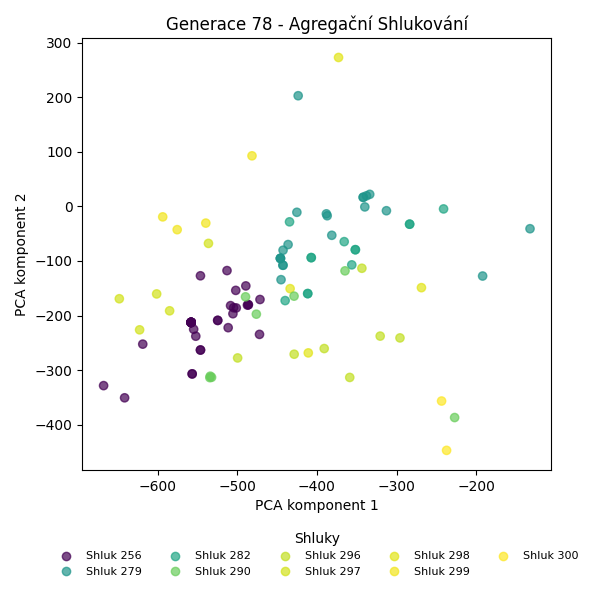 Generace 78 - Agregační Shlukování
300
200
100
0
−100
−200
−300
−400
PCA komponent 2
−600
−500
−400
−300
−200
PCA komponent 1
Shluky
Shluk 256
Shluk 282
Shluk 296
Shluk 298
Shluk 300
Shluk 279
Shluk 290
Shluk 297
Shluk 299